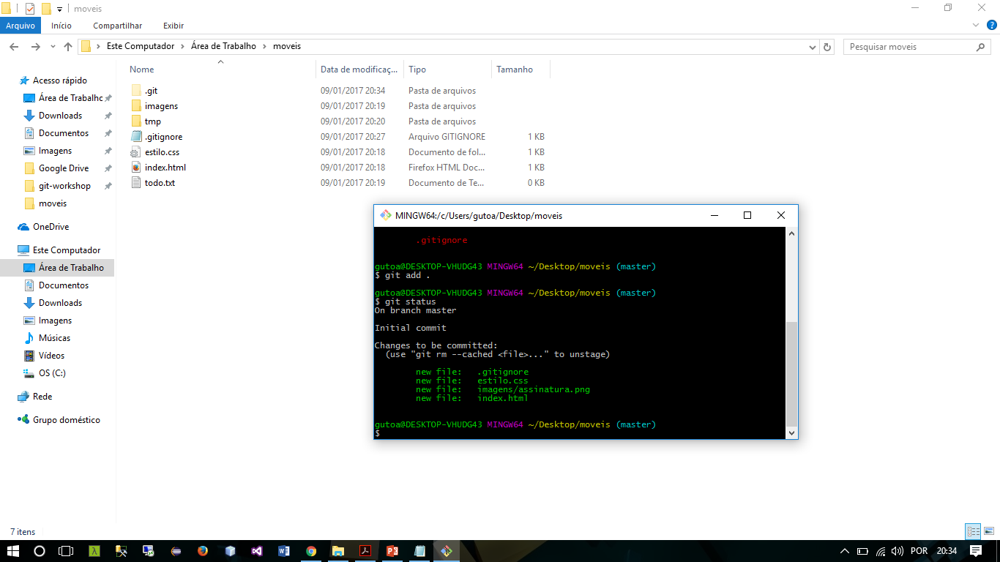 moveis
Arquivo Início Compartilhar Exibir
Este Computador Área de Trabalho moveis
Pesquisar moveis
Nome Data de modificaç... Tipo Tamanho
.git 09/01/2017 20:34 Pasta de arquivos
imagens 09/01/2017 20:19 Pasta de arquivos
tmp 09/01/2017 20:20 Pasta de arquivos
.gitignore 09/01/2017 20:27 Arquivo GITIGNORE 1 KB
estilo.css 09/01/2017 20:18 Documento de fol... 1 KB
index.html 09/01/2017 20:18 Firefox HTML Doc... 1 KB
todo.txt 09/01/2017 20:19 Documento de Te... 0 KB
Acesso rápido
Área de Trabalho
Downloads
Documentos
Imagens
Google Drive
git-workshop
moveis
OneDrive
Este Computador
Área de Trabalho
Documentos
Downloads
Imagens
Músicas
Vídeos
OS (C:)
Rede
Grupo doméstico
MINGW64:/c/Users/gutoa/Desktop/moveis
.gitignore
gutoa@DESKTOP-VHUDG43 MINGW64 ~/Desktop/moveis (master)
$ git add .
gutoa@DESKTOP-VHUDG43 MINGW64 ~/Desktop/moveis (master)
$ git status
On branch master
Initial commit
Changes to be committed:
(use "git rm --cached <file>..." to unstage)
new file: .gitignore
new file: estilo.css
new file: imagens/assinatura.png
new file: index.html
gutoa@DESKTOP-VHUDG43 MINGW64 ~/Desktop/moveis (master)
$
7 itens
POR 20:34